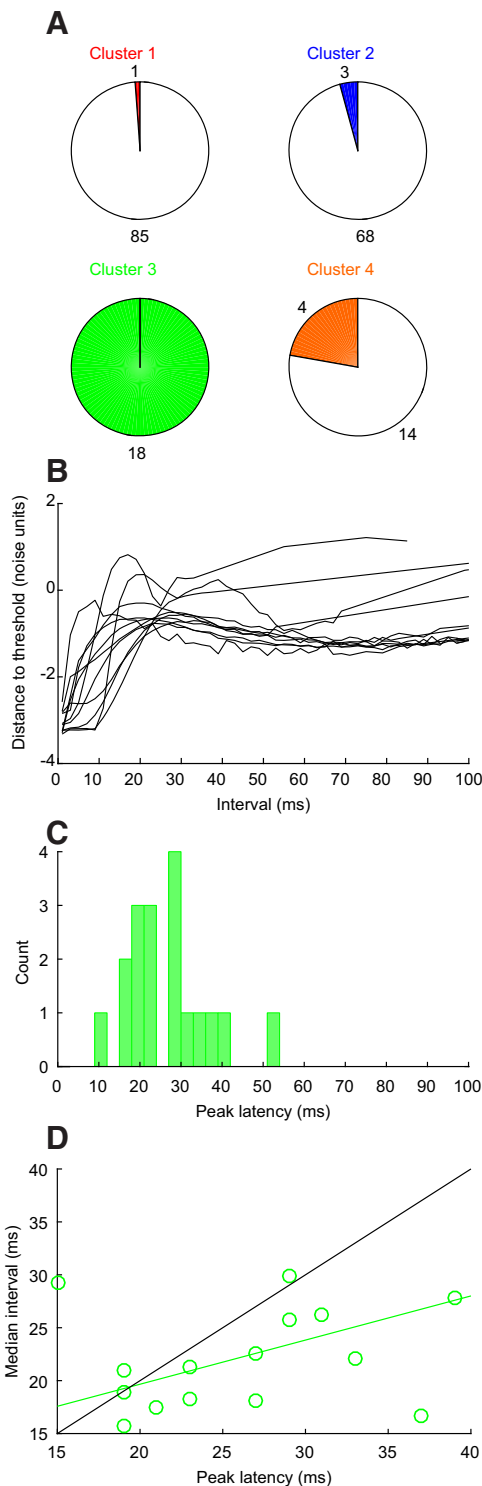 A
Cluster 1
Cluster 2
1
3
85
68
Cluster 3
Cluster 4
4
18
14
B
Distance to threshold (noise units)
2
0
-2
-4
0 10 20 30 40 50 60 70 80 90 100
Interval (ms)
C
Count
4
3
2
1
0
0 10 20 30 40 50 60 70 80 90 100
Peak latency (ms)
D
Median interval (ms)
40
35
30
25
20
15
15 20 25 30 35 40
Peak latency (ms)